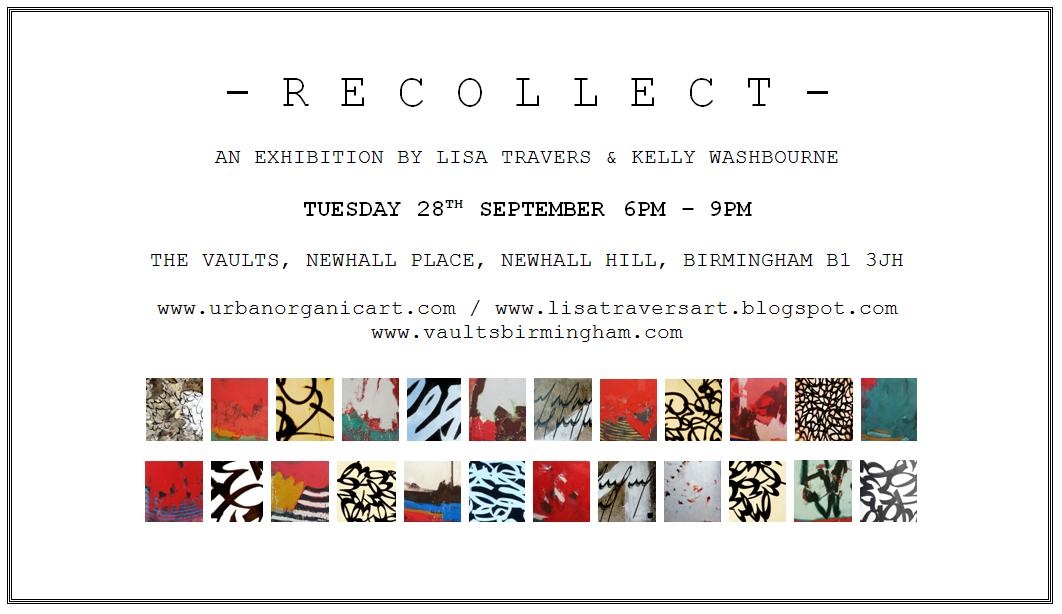 - R E C O L L E C T -
AN EXHIBITION BY LISA TRAVERS & KELLY WASHBOURNE
TUESDAY 28TH SEPTEMBER 6PM – 9PM
THE VAULTS, NEWHALL PLACE, NEWHALL HILL, BIRMINGHAM B1 3JH
www.urbanorganicart.com / www.lisatraversart.blogspot.com
www.vaultsbirmingham.com